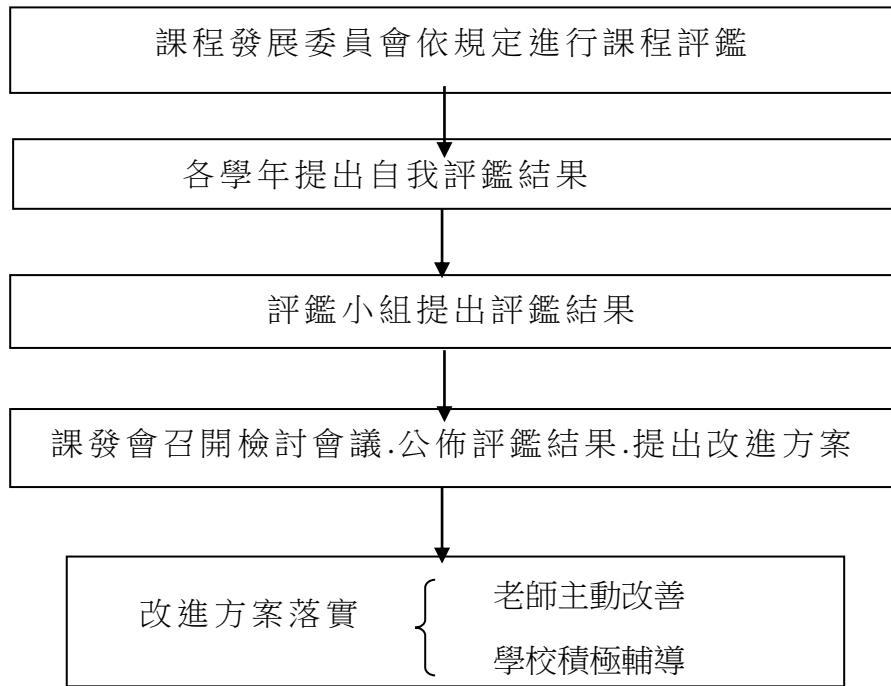 課程發展委員會依規定進行課程評鑑
各學年提出自我評鑑結果
評鑑小組提出評鑑結果
課發會召開檢討會議.公佈評鑑結果.提出改進方案
改進方案落實
老師主動改善
學校積極輔導